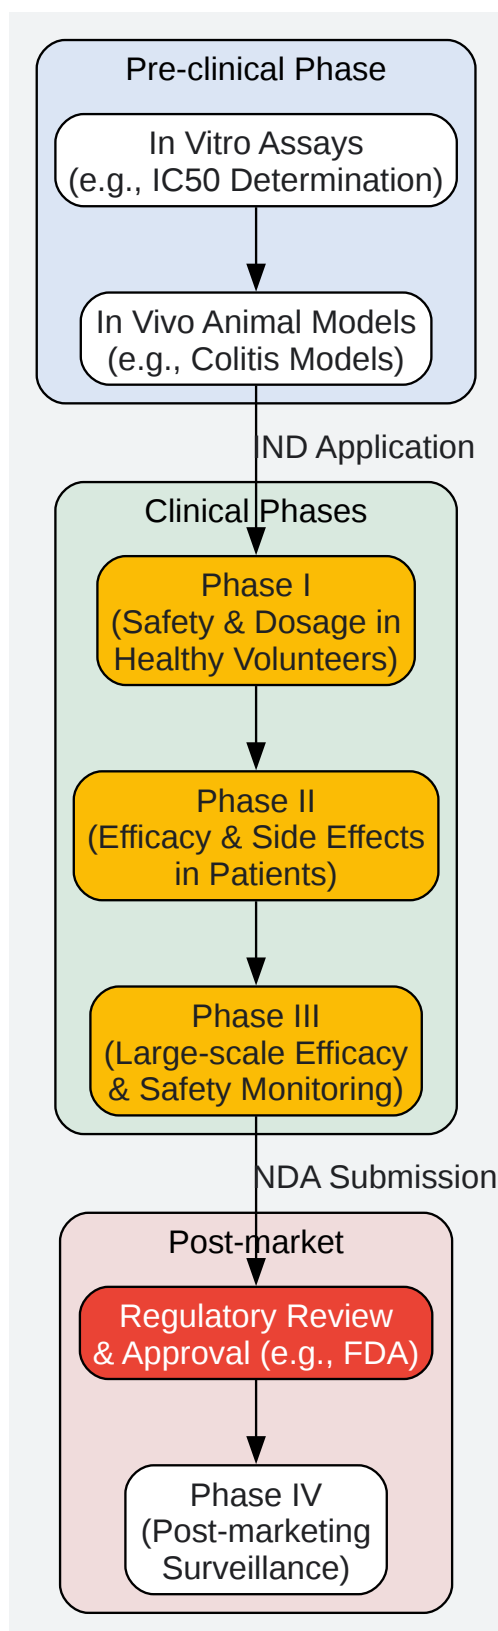 Pre-clinical Phase
In Vitro Assays
(e.g., IC50 Determination)
In Vivo Animal Models
(e.g., Colitis Models)
IND Application
Clinical Phases
Phase I
(Safety & Dosage in
Healthy Volunteers)
Phase II
(Efficacy & Side Effects
in Patients)
Phase III
(Large-scale Efficacy
& Safety Monitoring)
NDA Submission
Post-market
Regulatory Review
& Approval (e.g., FDA)
Phase IV
(Post-marketing
Surveillance)